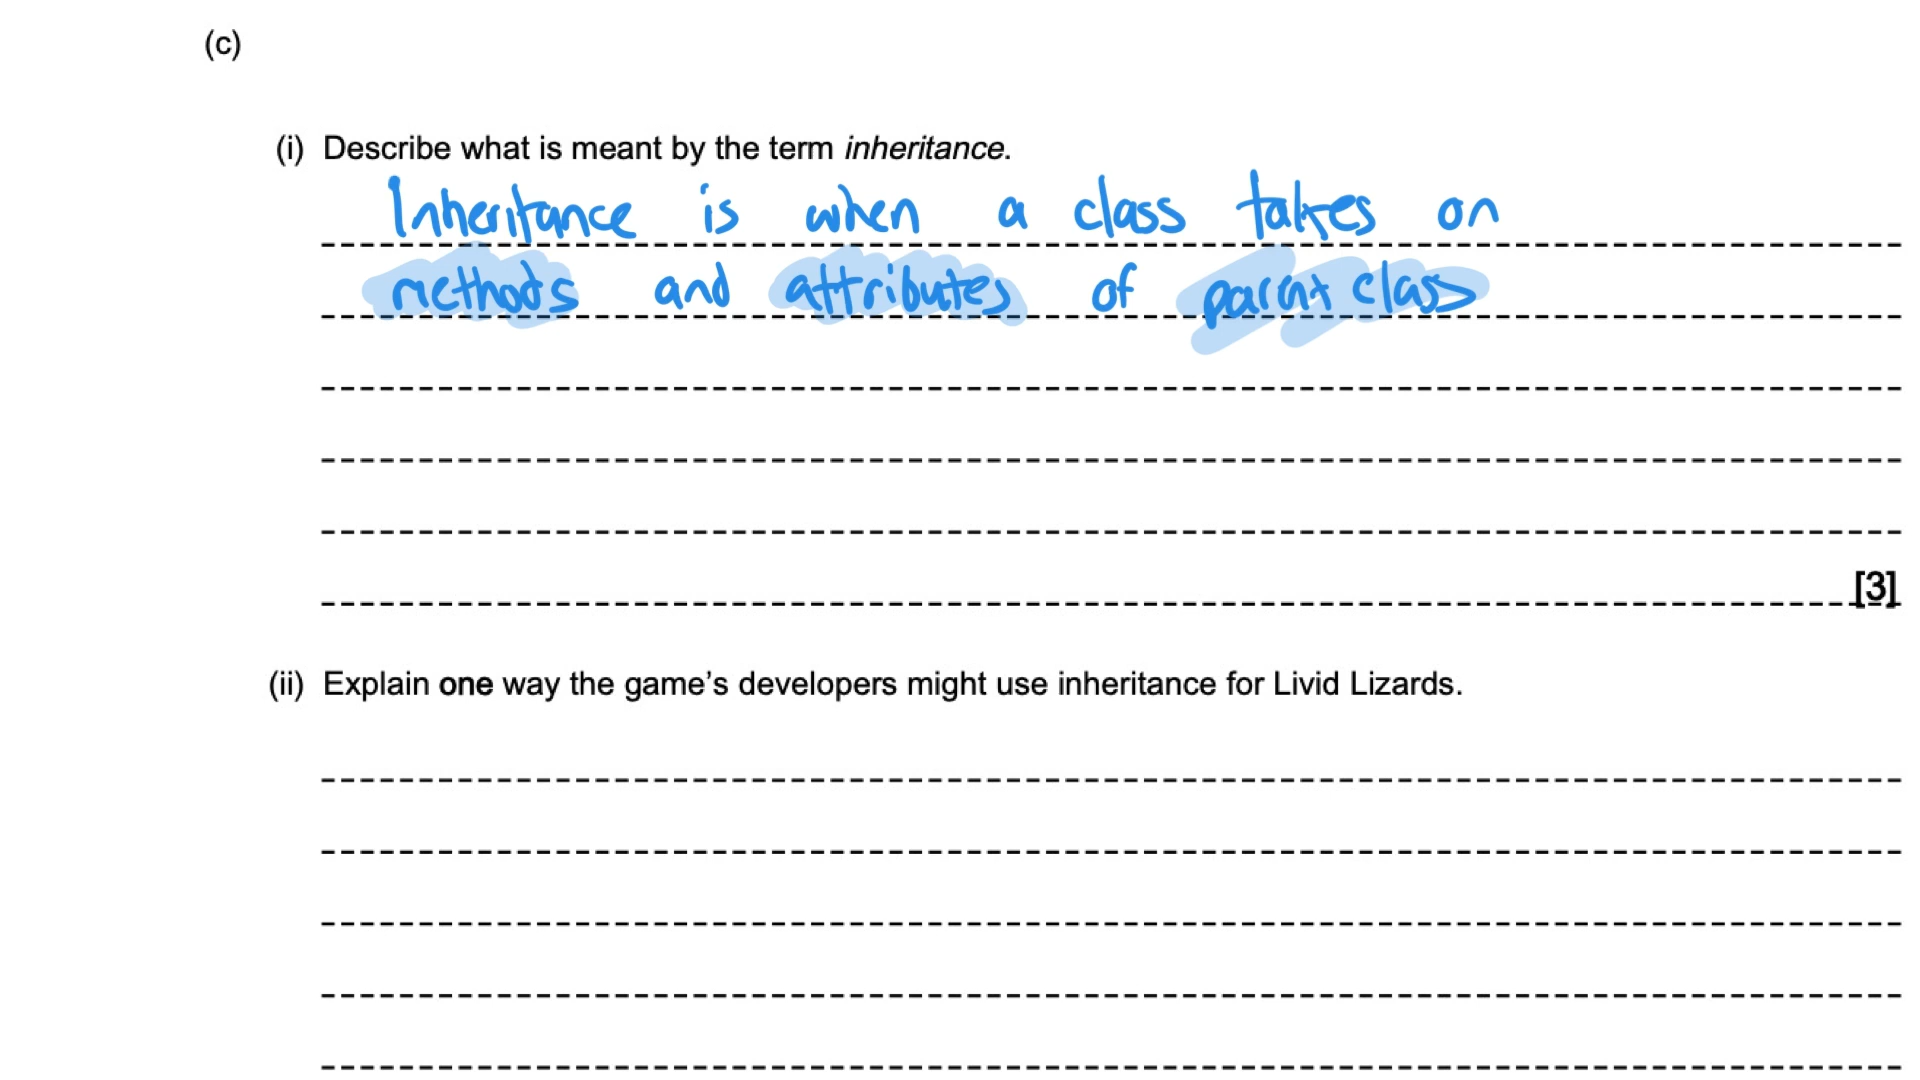 (c)
(i) Describe what is meant by the term inheritance.
Inheritance is when a class takes on
methods and attributes of parent class
[3]
(ii) Explain one way the game's developers might use inheritance for Livid Lizards.